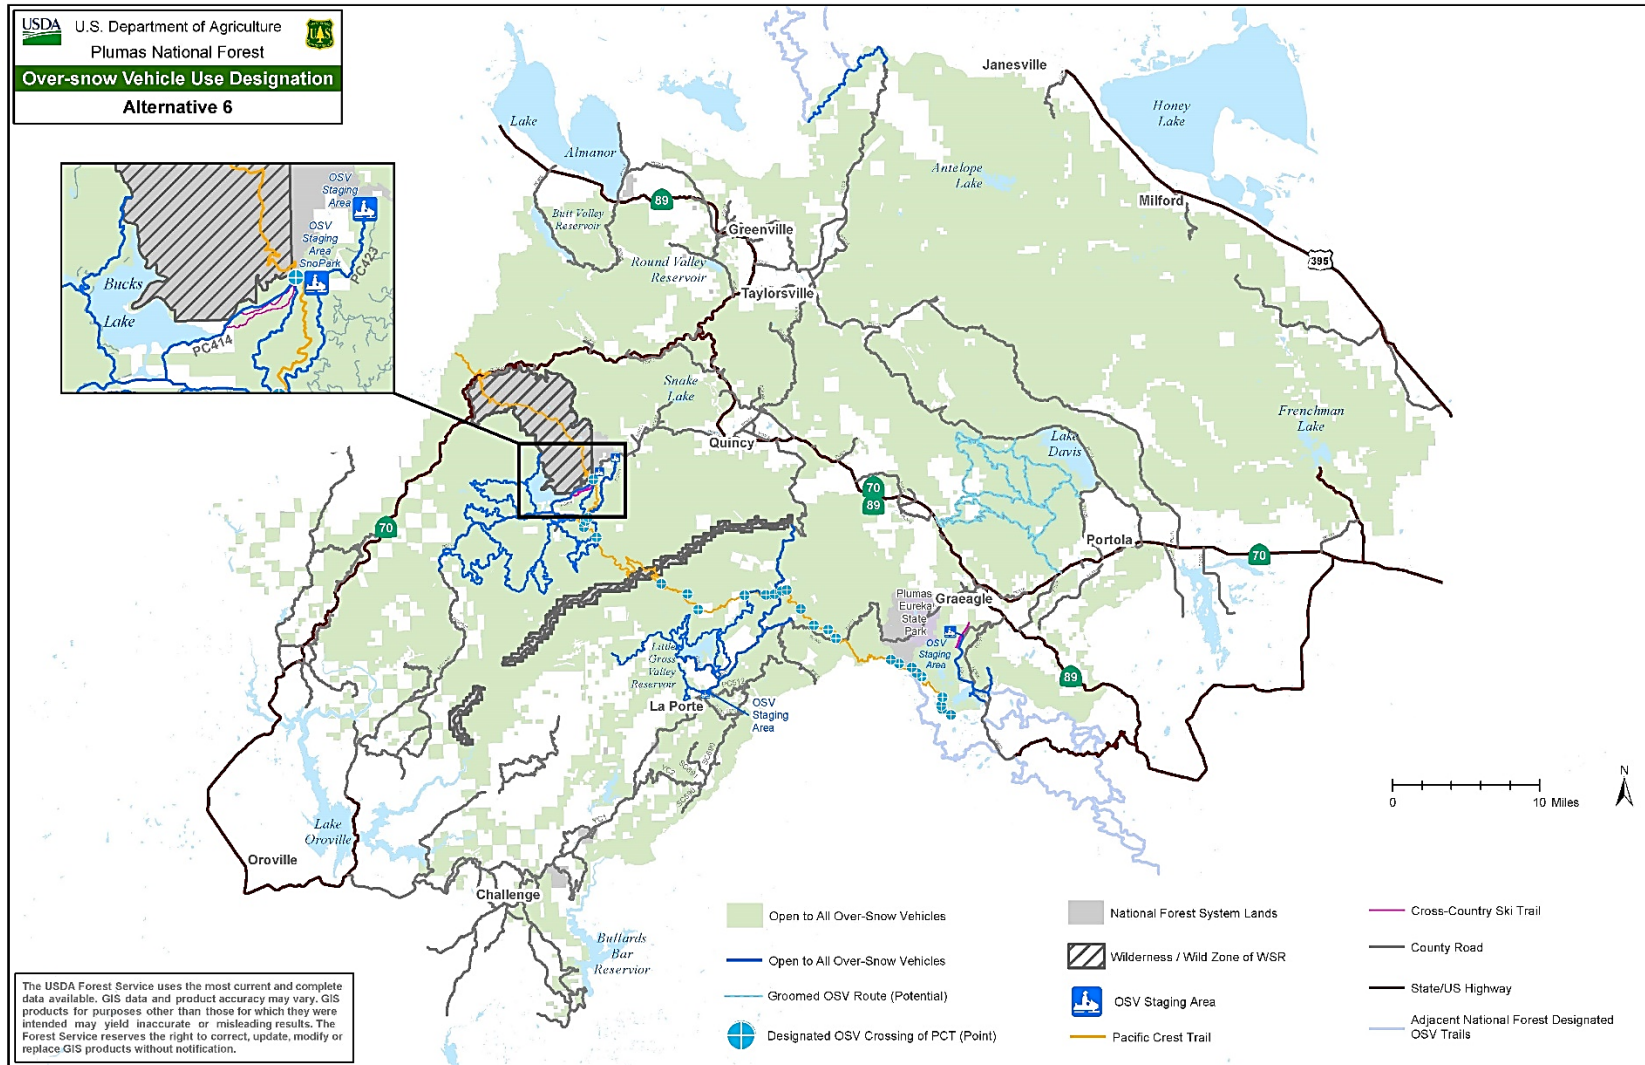 USDA
U.S. Department of Agriculture
Plumas National Forest
Over-snow Vehicle Use Designation
Alternative 6
OSV
Staging
Area
OSV
Staging
Area
SnoPark
PC423
Bucks
Lake
PC414
Lake
Almanor
Janesville
Honey
Lake
Antelope
Lake
Milford
89
Butt Valley
Reservoir
Greenville
Round Valley
Reservoir
395
Taylorsville
Snake
Lake
Frenchman
Lake
Quincy
Lake
Davis
70
89
70
Portola
70
Plumas
Eureka
State
Park
Graeagle
OSV
Staging
Area
Little
Grass
Valley
Reservoir
89
PC512
La Porte
OSV
Staging
Area
YC2
SC690
YC1
N
0
10 Miles
Lake
Oroville
Oroville
Challenge
Bullards
Bar
Reservior
Open to All Over-Snow Vehicles
Open to All Over-Snow Vehicles
Groomed OSV Route (Potential)
Designated OSV Crossing of PCT (Point)
National Forest System Lands
Wilderness / Wild Zone of WSR
OSV Staging Area
Pacific Crest Trail
Cross-Country Ski Trail
County Road
State/US Highway
Adjacent National Forest Designated
OSV Trails
The USDA Forest Service uses the most current and complete
data available. GIS data and product accuracy may vary. GIS
products for purposes other than those for which they were
intended may yield inaccurate or misleading results. The
Forest Service reserves the right to correct, update, modify or
replace GIS products without notification.